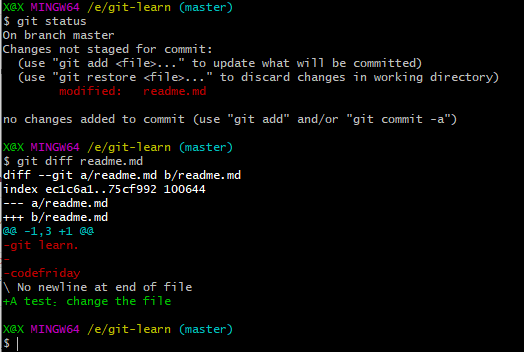 X@X MINGW64 /e/git-learn (master)
$ git status
On branch master
Changes not staged for commit:
  (use "git add <file>..." to update what will be committed)
  (use "git restore <file>..." to discard changes in working directory)
        modified:   readme.md

no changes added to commit (use "git add" and/or "git commit -a")

X@X MINGW64 /e/git-learn (master)
$ git diff readme.md
diff --git a/readme.md b/readme.md
index ec1c6a1..75cf992 100644
--- a/readme.md
+++ b/readme.md
@@ -1,3 +1 @@
-git learn.
-
-codefriday
\ No newline at end of file
+A test：change the file

X@X MINGW64 /e/git-learn (master)
$